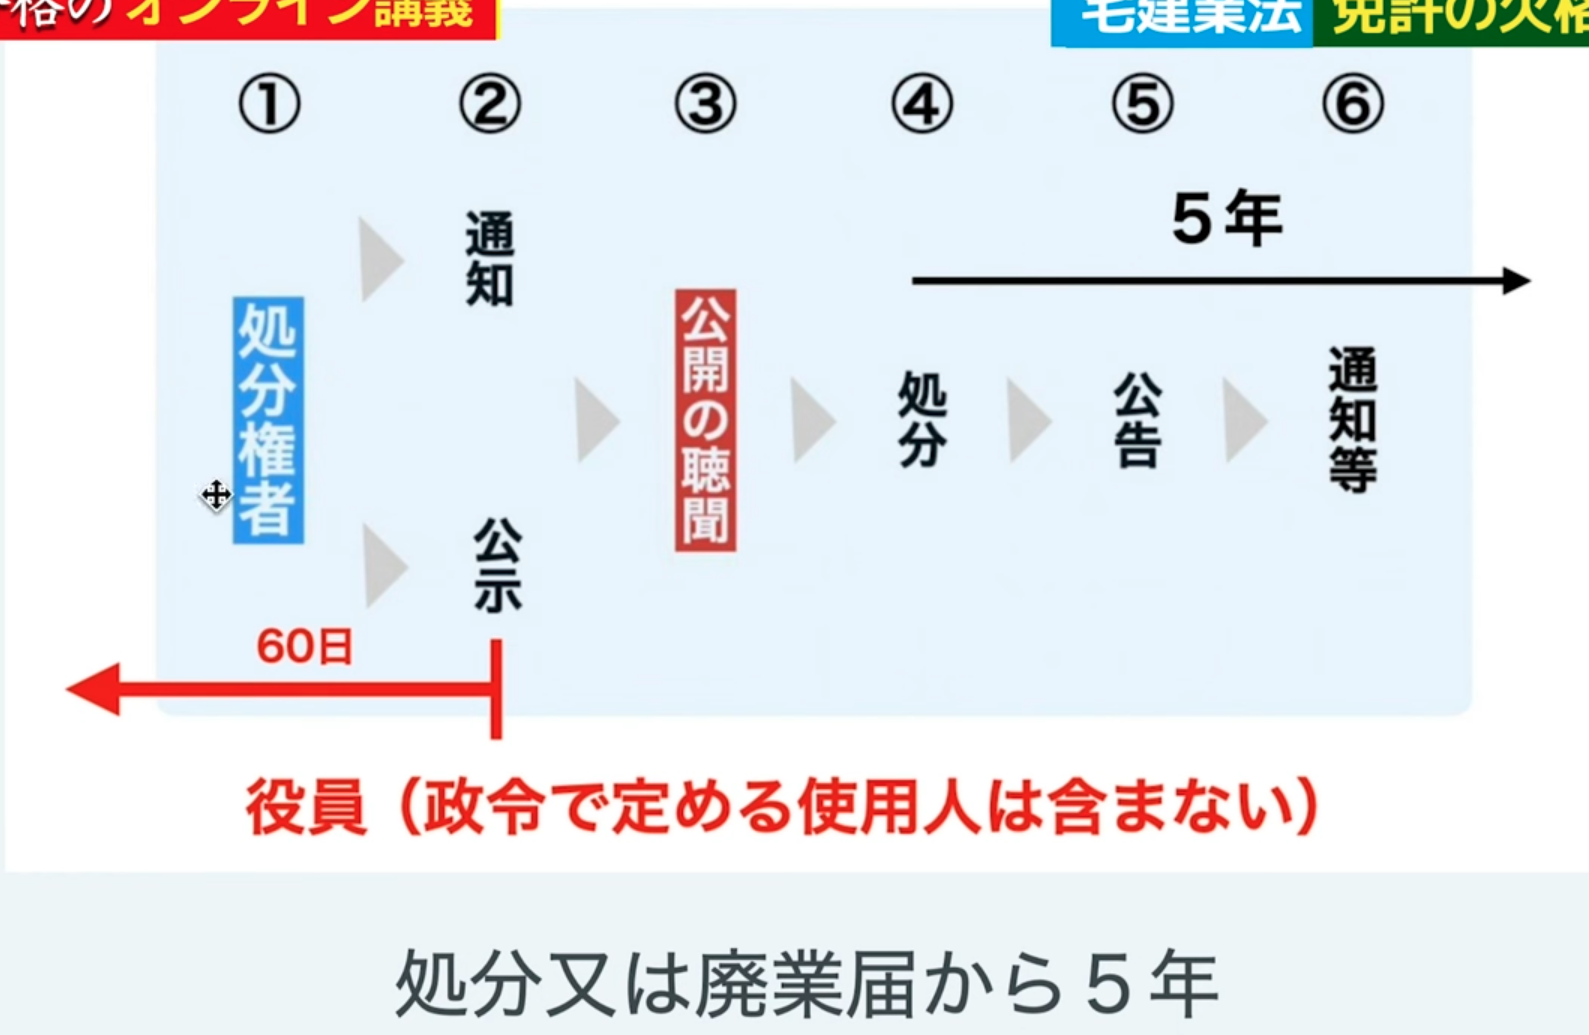 格のオンライン講義
宅建業法 免許の欠格
① ② ③ ④ ⑤ ⑥
処分権者
通知
公示
公開の聴聞
処分
公告
通知等
5年
60日
役員（政令で定める使用人は含まない）
処分又は廃業届から5年